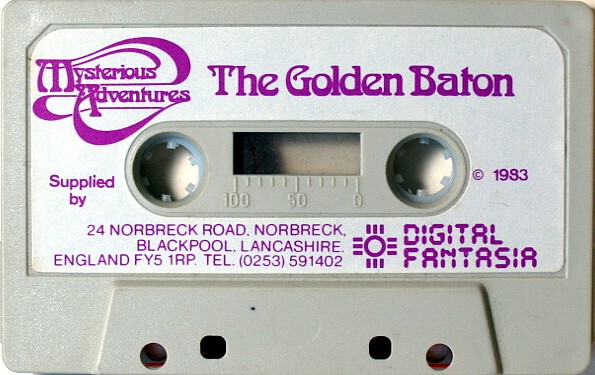 Mysterious
Adventures
The Golden Baton
Supplied
by
© 1983
100 50 0
24 NORBRECK ROAD, NORBRECK,
BLACKPOOL, LANCASHIRE.
ENGLAND FY5 1RP. TEL. (0253) 591402
DIGITAL
FANTASIA